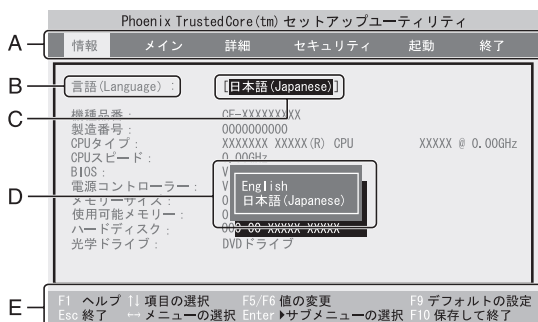 Phoenix TrustedCore(tm) セットアップユーティリティ
A 情報 メイン 詳細 セキュリティ 起動 終了
B 言語(Language) : [日本語(Japanese)]
C
機種品番 : CF-XXXXXXXX
製造番号 : 0000000000
CPUタイプ : XXXXXXX XXXXX(R) CPU XXXXX @ 0.00GHz
CPUスピード : 0.00GHz
BIOS : V
電源コントローラー : V
D English
日本語(Japanese)
メモリーサイズ : 0
使用可能メモリー : 0
ハードディスク :
光学ドライブ : DVDドライブ
E F1 ヘルプ ↑↓ 項目の選択 F5/F6 値の変更 F9 デフォルトの設定
Esc 終了 ←→ メニューの選択 Enter ▶サブメニューの選択 F10 保存して終了